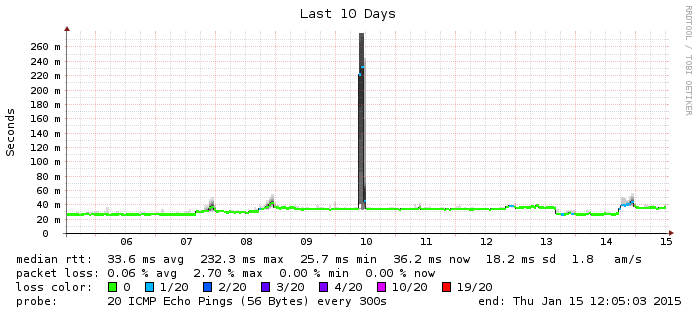 Last 10 Days
RRDTOOL / TOBI OETIKER
Seconds
260 m
240 m
220 m
200 m
180 m
160 m
140 m
120 m
100 m
80 m
60 m
40 m
20 m
0
06 07 08 09 10 11 12 13 14 15
median rtt: 33.6 ms avg 232.3 ms max 25.7 ms min 36.2 ms now 18.2 ms sd 1.8 am/s
packet loss: 0.06 % avg 2.70 % max 0.00 % min 0.00 % now
loss color: 0 1/20 2/20 3/20 4/20 10/20 19/20
probe: 20 ICMP Echo Pings (56 Bytes) every 300s end: Thu Jan 15 12:05:03 2015